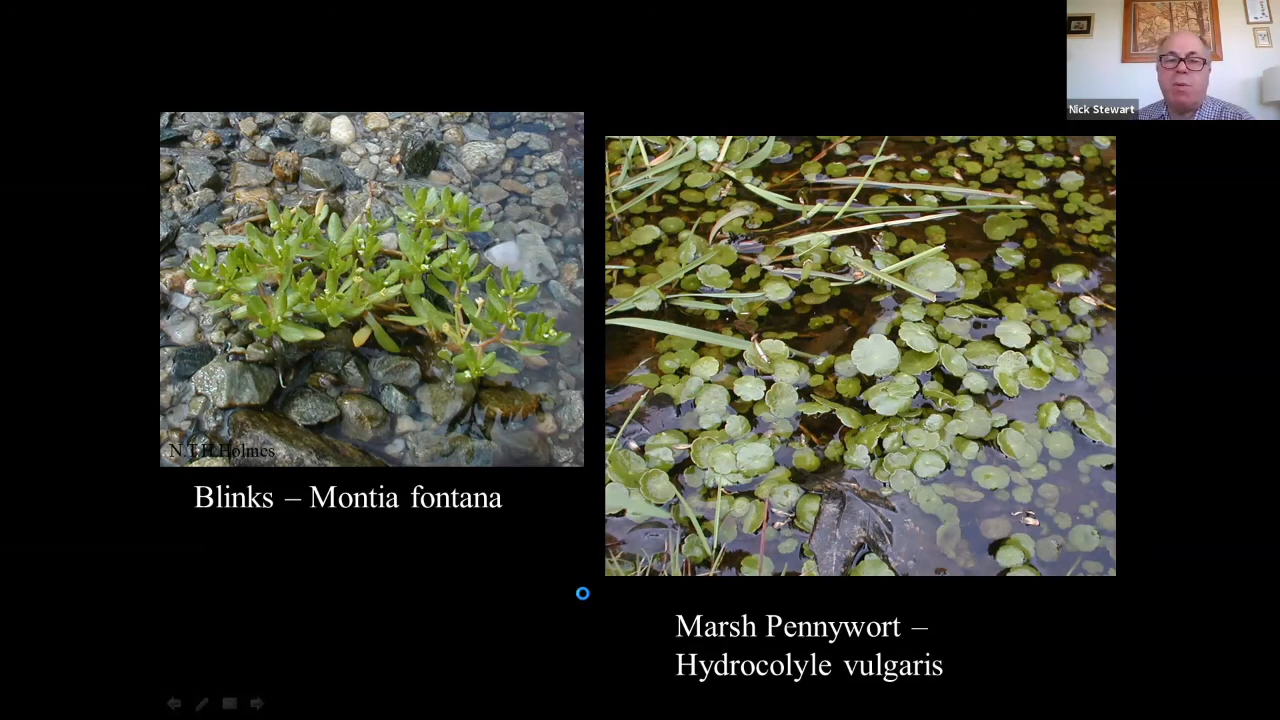 Nick Stewart
N.T.H.Holmes
Blinks – Montia fontana
Marsh Pennywort –
Hydrocolyle vulgaris